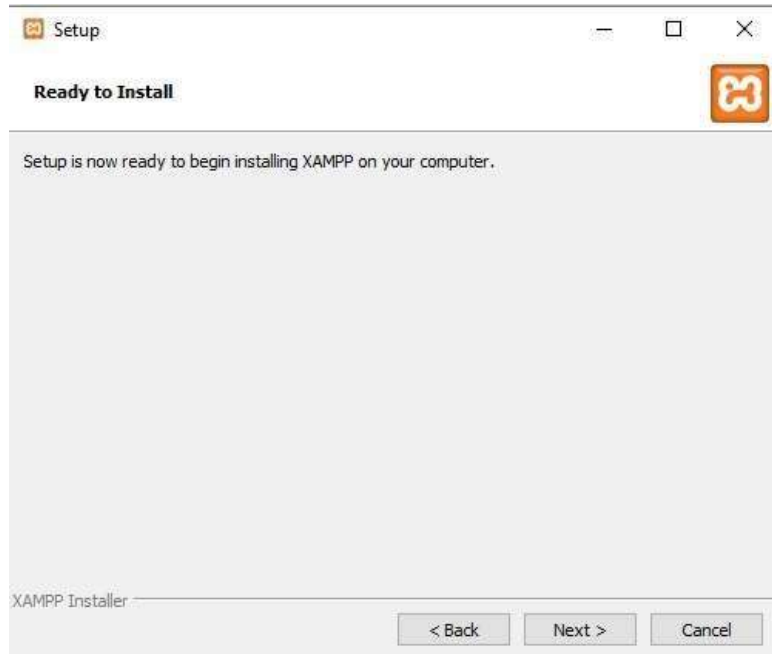 Setup
Ready to Install
Setup is now ready to begin installing XAMPP on your computer.
XAMPP Installer
< Back
Next >
Cancel